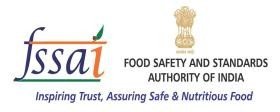 fssai
FOOD SAFETY AND STANDARDS
AUTHORITY OF INDIA
Inspiring Trust, Assuring Safe & Nutritious Food